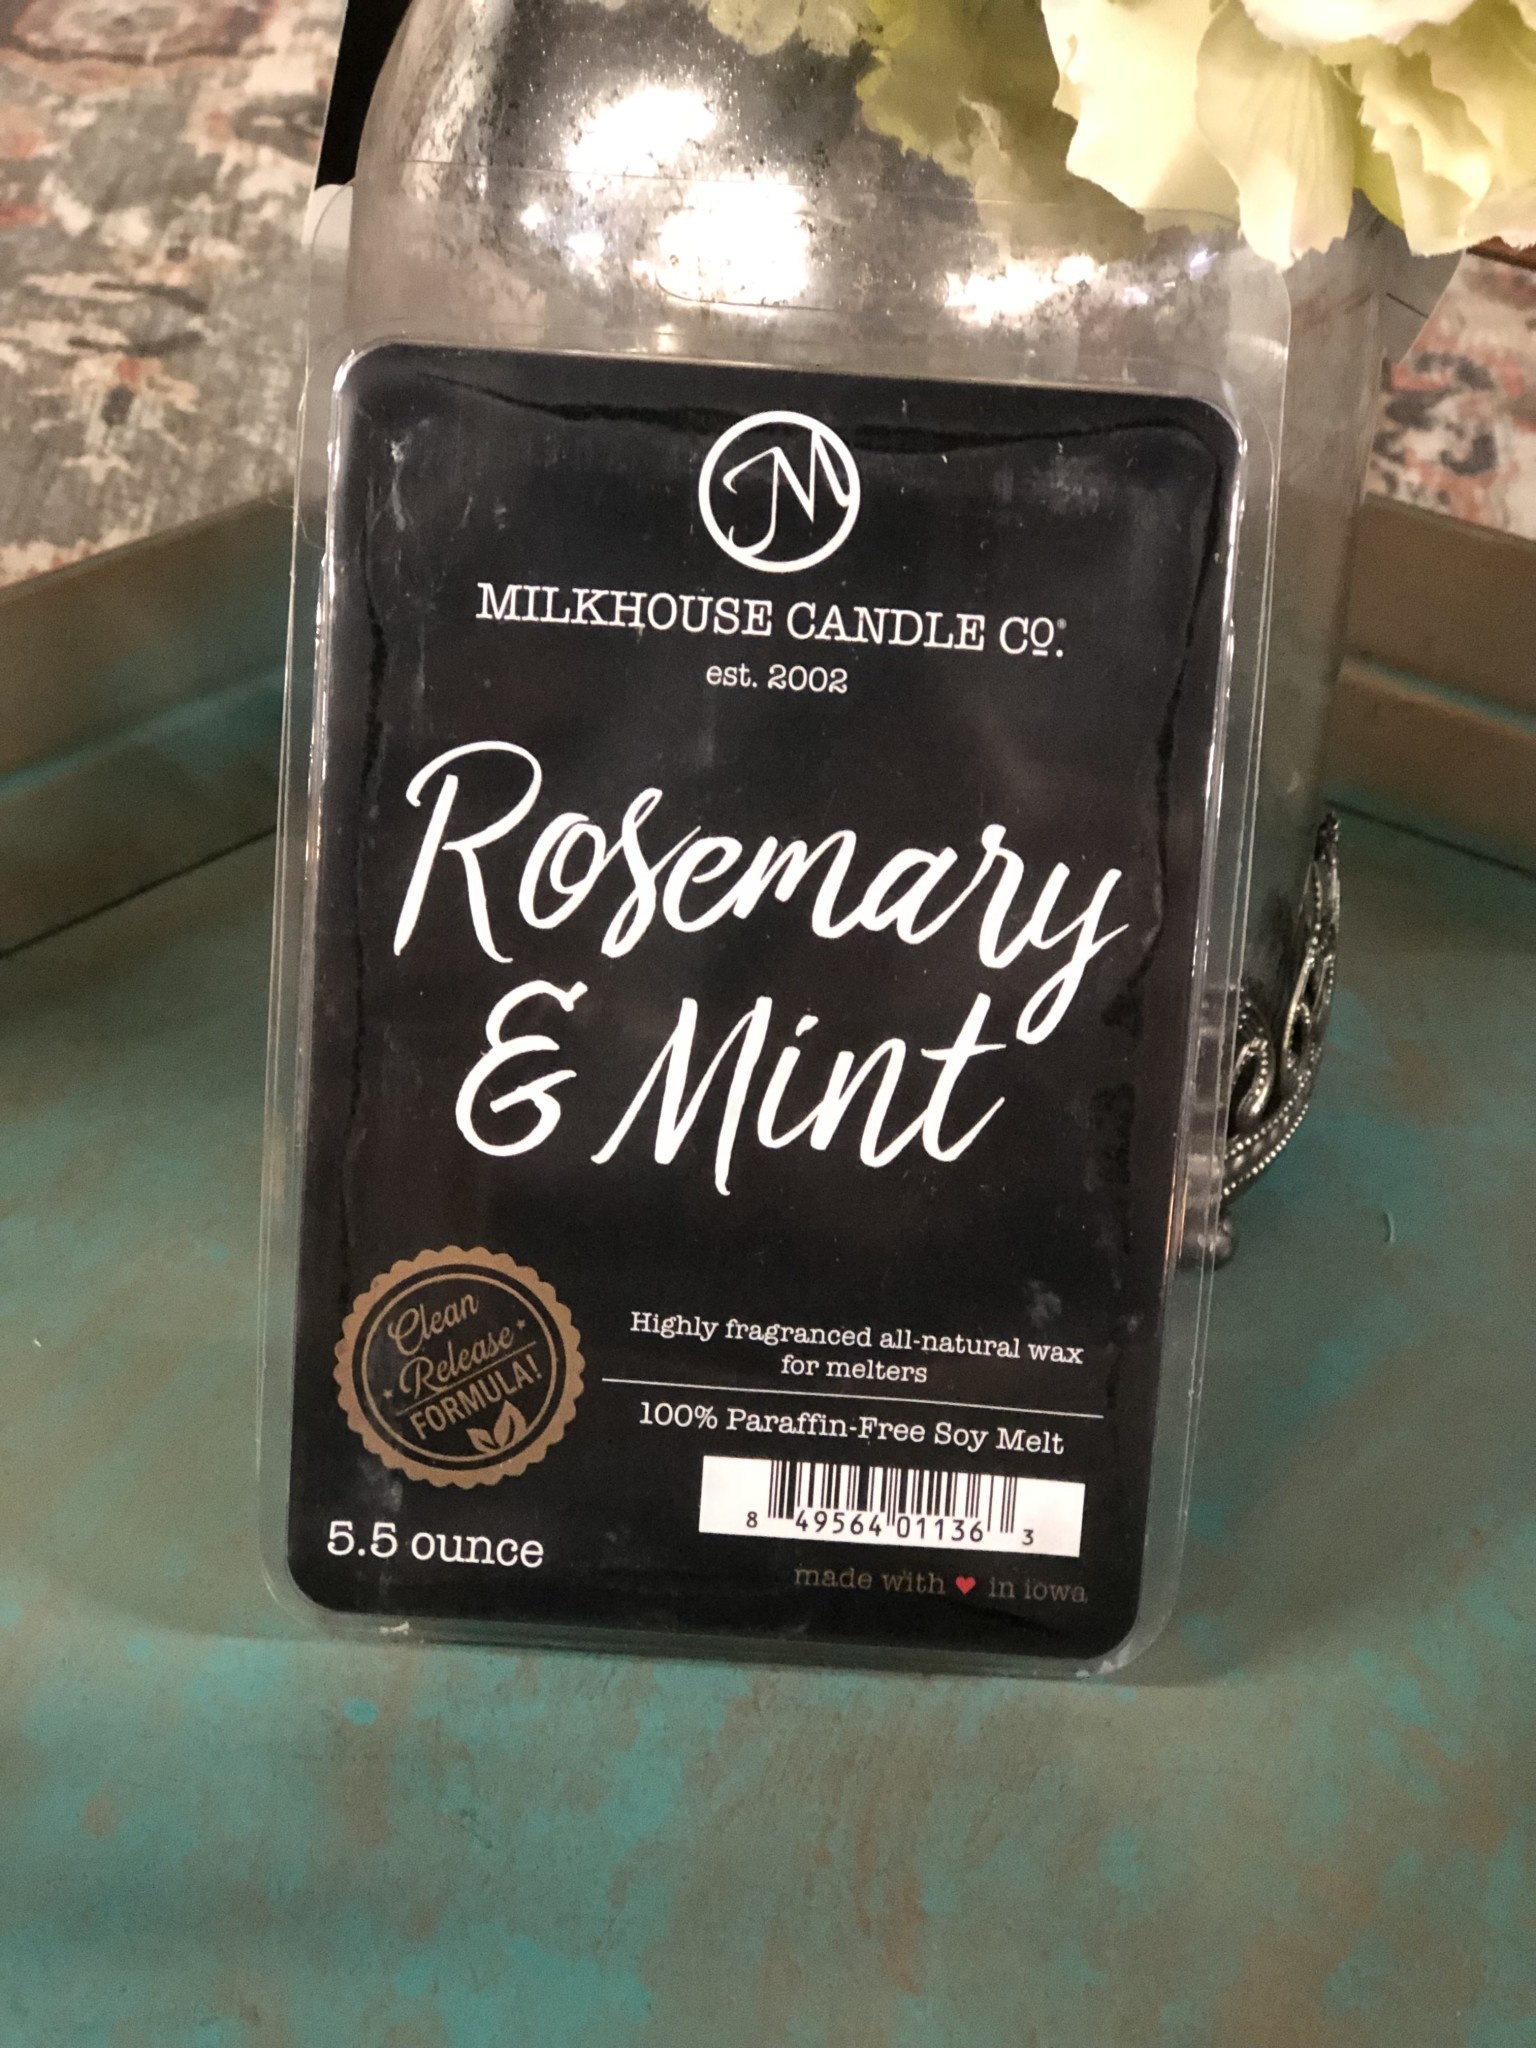 M
MILKHOUSE CANDLE Co.®
est. 2002
Rosemary
& Mint
Clean
Release
FORMULA!
Highly fragranced all-natural wax
for melters
100% Paraffin-Free Soy Melt
8 49564 01136 3
5.5 ounce
made with ❤ in iowa